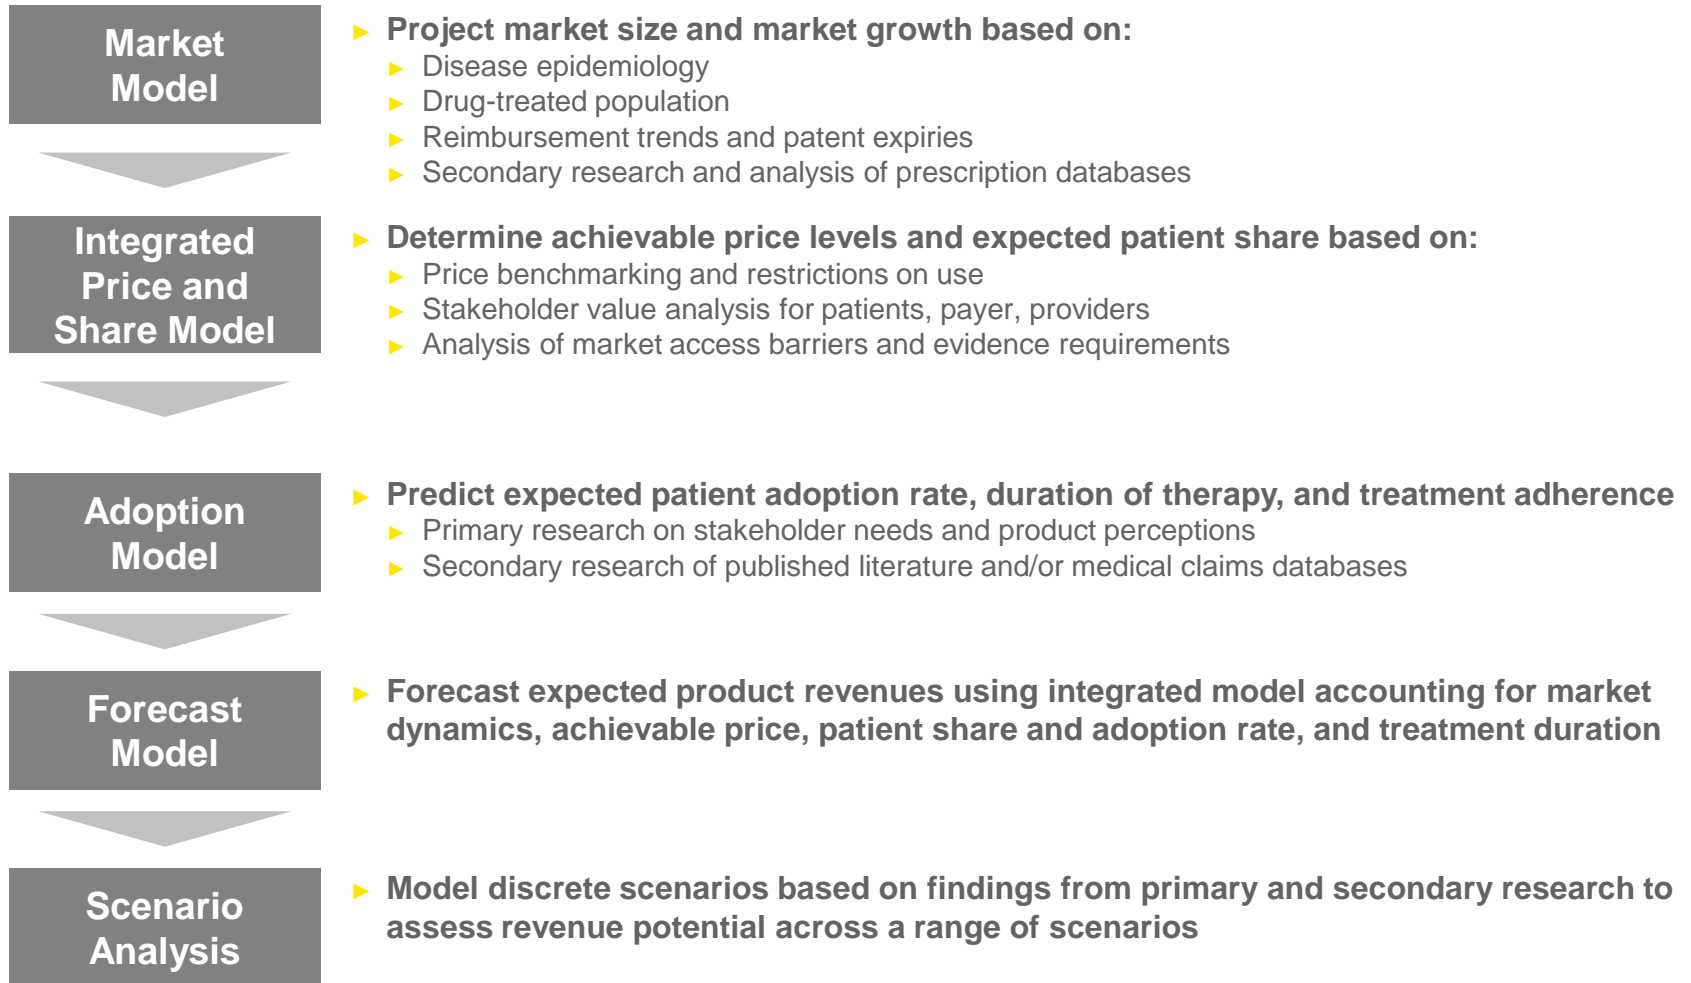 Market
Model
► Project market size and market growth based on:
► Disease epidemiology
► Drug-treated population
► Reimbursement trends and patent expiries
► Secondary research and analysis of prescription databases
Integrated
Price and
Share Model
► Determine achievable price levels and expected patient share based on:
► Price benchmarking and restrictions on use
► Stakeholder value analysis for patients, payer, providers
► Analysis of market access barriers and evidence requirements
Adoption
Model
► Predict expected patient adoption rate, duration of therapy, and treatment adherence
► Primary research on stakeholder needs and product perceptions
► Secondary research of published literature and/or medical claims databases
Forecast
Model
► Forecast expected product revenues using integrated model accounting for market
dynamics, achievable price, patient share and adoption rate, and treatment duration
Scenario
Analysis
► Model discrete scenarios based on findings from primary and secondary research to
assess revenue potential across a range of scenarios